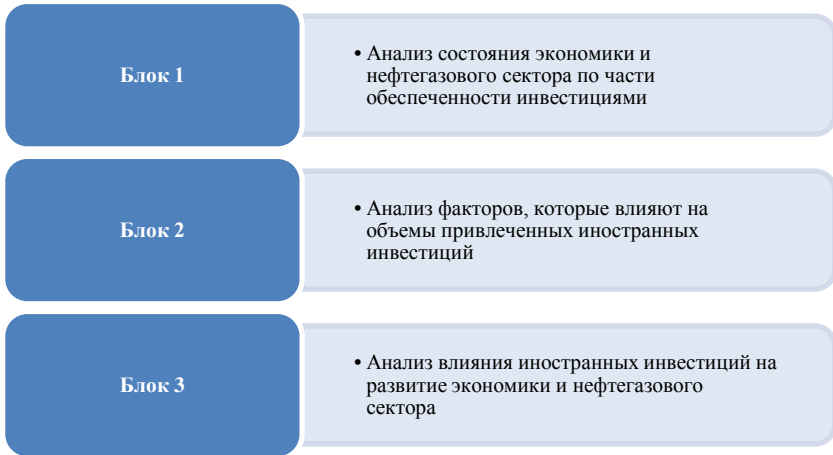 Блок 1
• Анализ состояния экономики и
нефтегазового сектора по части
обеспеченности инвестициями
Блок 2
• Анализ факторов, которые влияют на
объемы привлеченных иностранных
инвестиций
Блок 3
• Анализ влияния иностранных инвестиций на
развитие экономики и нефтегазового
сектора